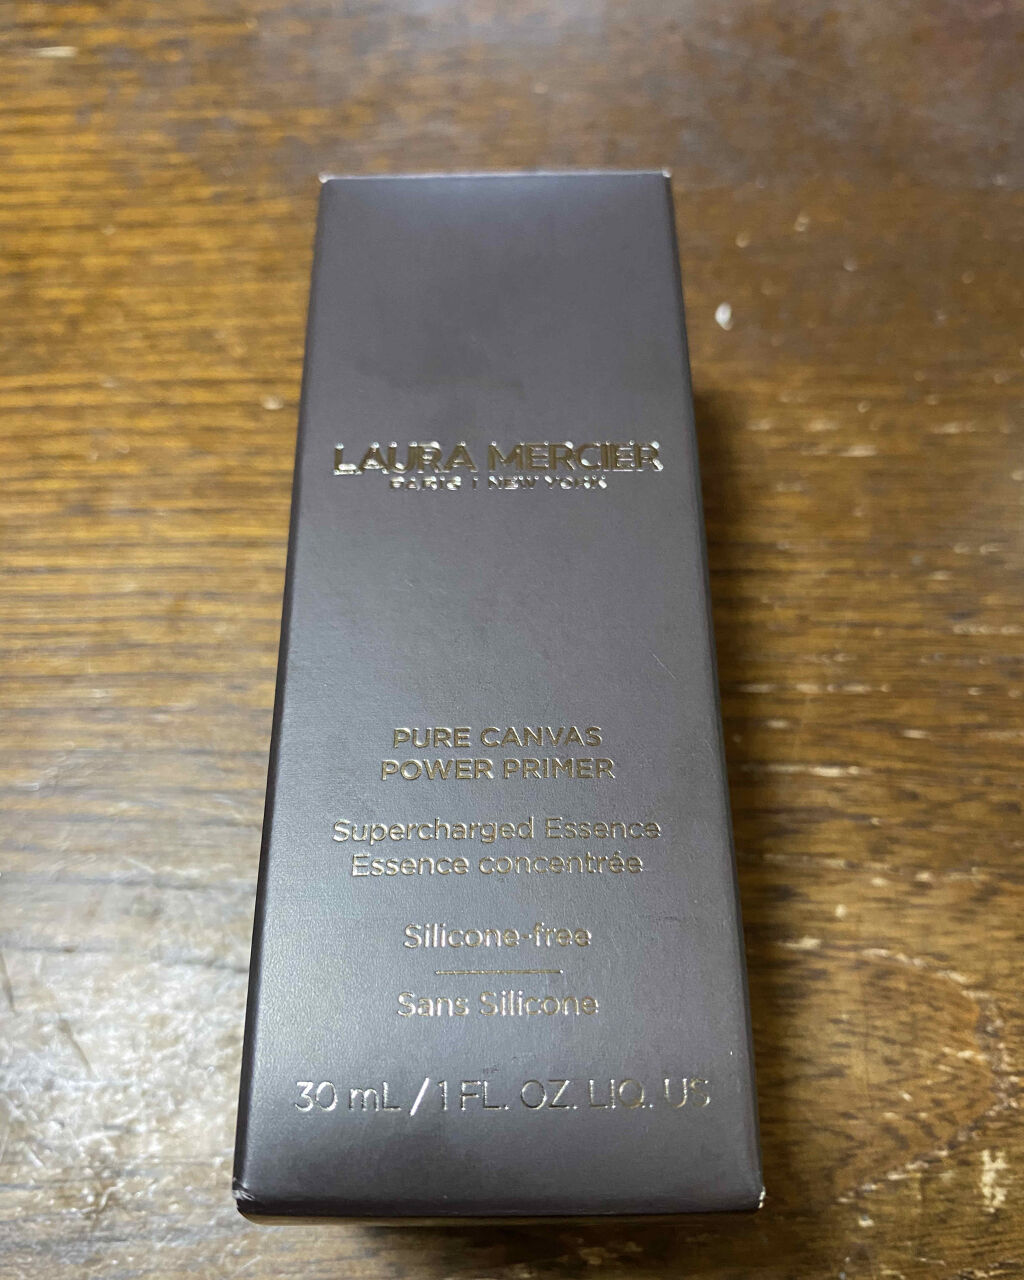 LAURA MERCIER
PARIS | NEW YORK
PURE CANVAS
POWER PRIMER
Supercharged Essence
Essence concentrée
Silicone-free
Sans Silicone
30 mL / 1 FL. OZ. LIQ. US